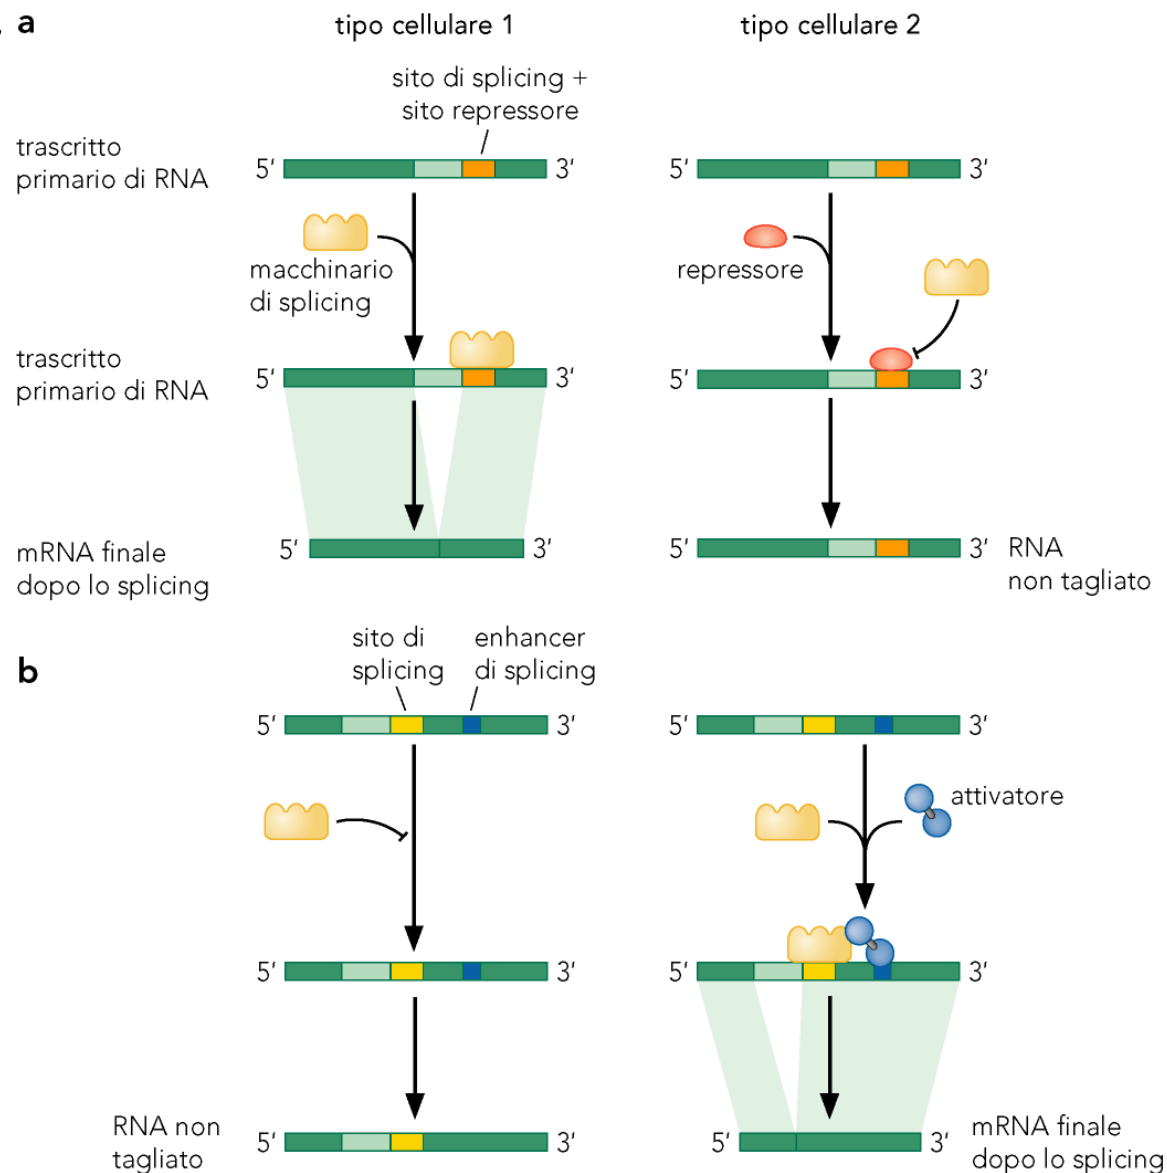 a
tipo cellulare 1
tipo cellulare 2
sito di splicing +
sito repressore
trascritto
primario di RNA
5' 3'
5' 3'
macchinario
di splicing
repressore
trascritto
primario di RNA
5' 3'
5' 3'
mRNA finale
dopo lo splicing
5' 3'
5' 3'
RNA
non tagliato
b
sito di
splicing
enhancer
di splicing
5' 3'
5' 3'
attivatore
5' 3'
5' 3'
RNA non
tagliato
5' 3'
5' 3'
mRNA finale
dopo lo splicing